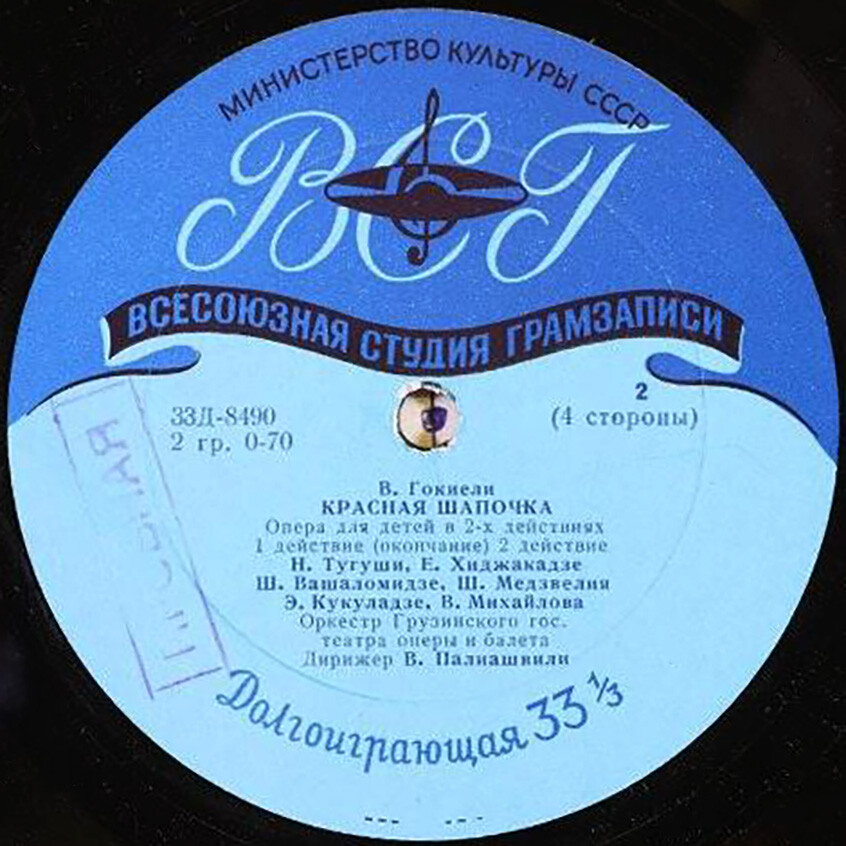 МИНИСТЕРСТВО КУЛЬТУРЫ СССР
ВСГ
ВСЕСОЮЗНАЯ СТУДИЯ ГРАМЗАПИСИ
33Д-8490
2 гр. 0-70
2
(4 стороны)
В. Гокиели
КРАСНАЯ ШАПОЧКА
Опера для детей в 2-х действиях
1 действие (окончание) 2 действие
Н. Тугуши, Е. Хиджакадзе
Ш. Вашаломидзе, Ш. Медзвелия
Э. Кукуладзе, В. Михайлова
Оркестр Грузинского гос.
театра оперы и балета
Дирижер В. Палиашвили
Долгоиграющая 33 1/3